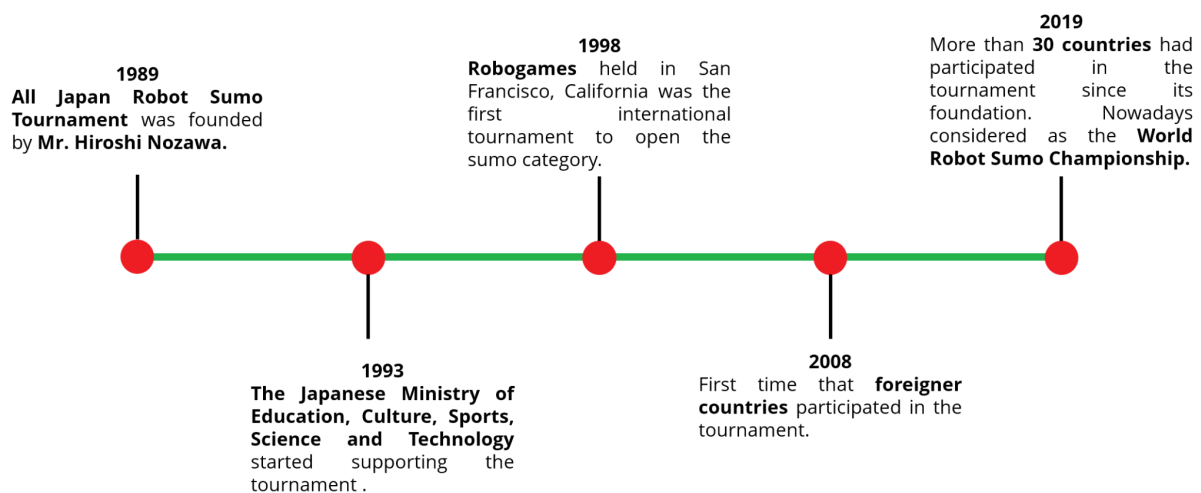 1989
All Japan Robot Sumo
Tournament was founded
by Mr. Hiroshi Nozawa.
1993
The Japanese Ministry of
Education, Culture, Sports,
Science and Technology
started supporting the
tournament .
1998
Robogames held in San
Francisco, California was the
first international
tournament to open the
sumo category.
2008
First time that foreigner
countries participated in the
tournament.
2019
More than 30 countries had
participated in the
tournament since its
foundation. Nowadays
considered as the World
Robot Sumo Championship.